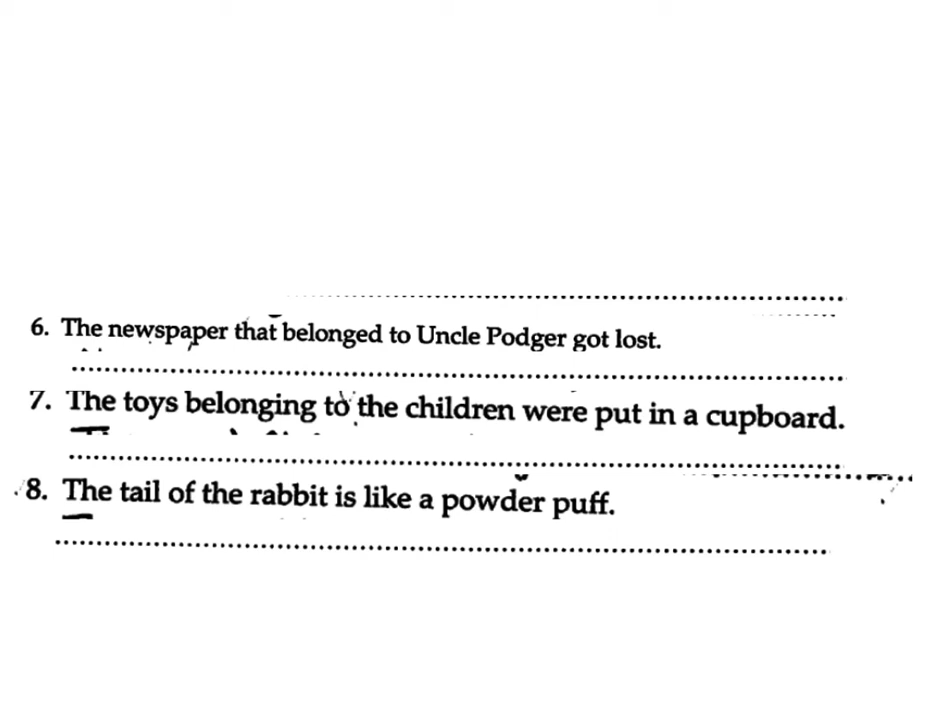 6. The newspaper that belonged to Uncle Podger got lost.
7. The toys belonging to the children were put in a cupboard.
8. The tail of the rabbit is like a powder puff.